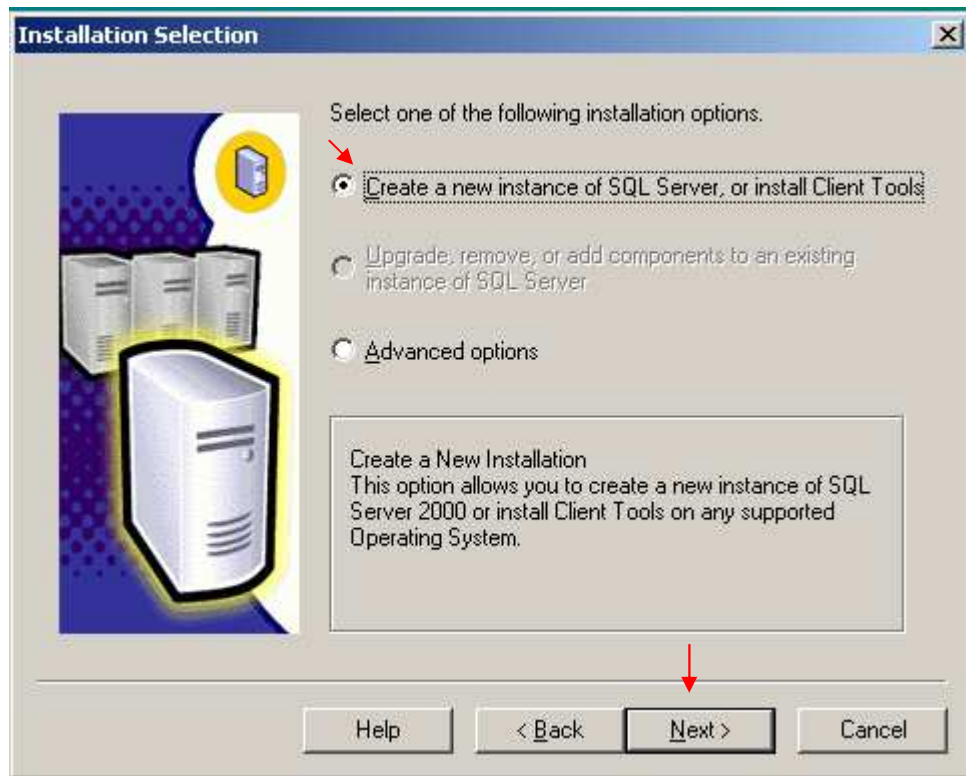 Installation Selection
Select one of the following installation options.
Create a new instance of SQL Server, or install Client Tools
Upgrade, remove, or add components to an existing
instance of SQL Server
Advanced options
Create a New Installation
This option allows you to create a new instance of SQL
Server 2000 or install Client Tools on any supported
Operating System.
Help
< Back
Next >
Cancel